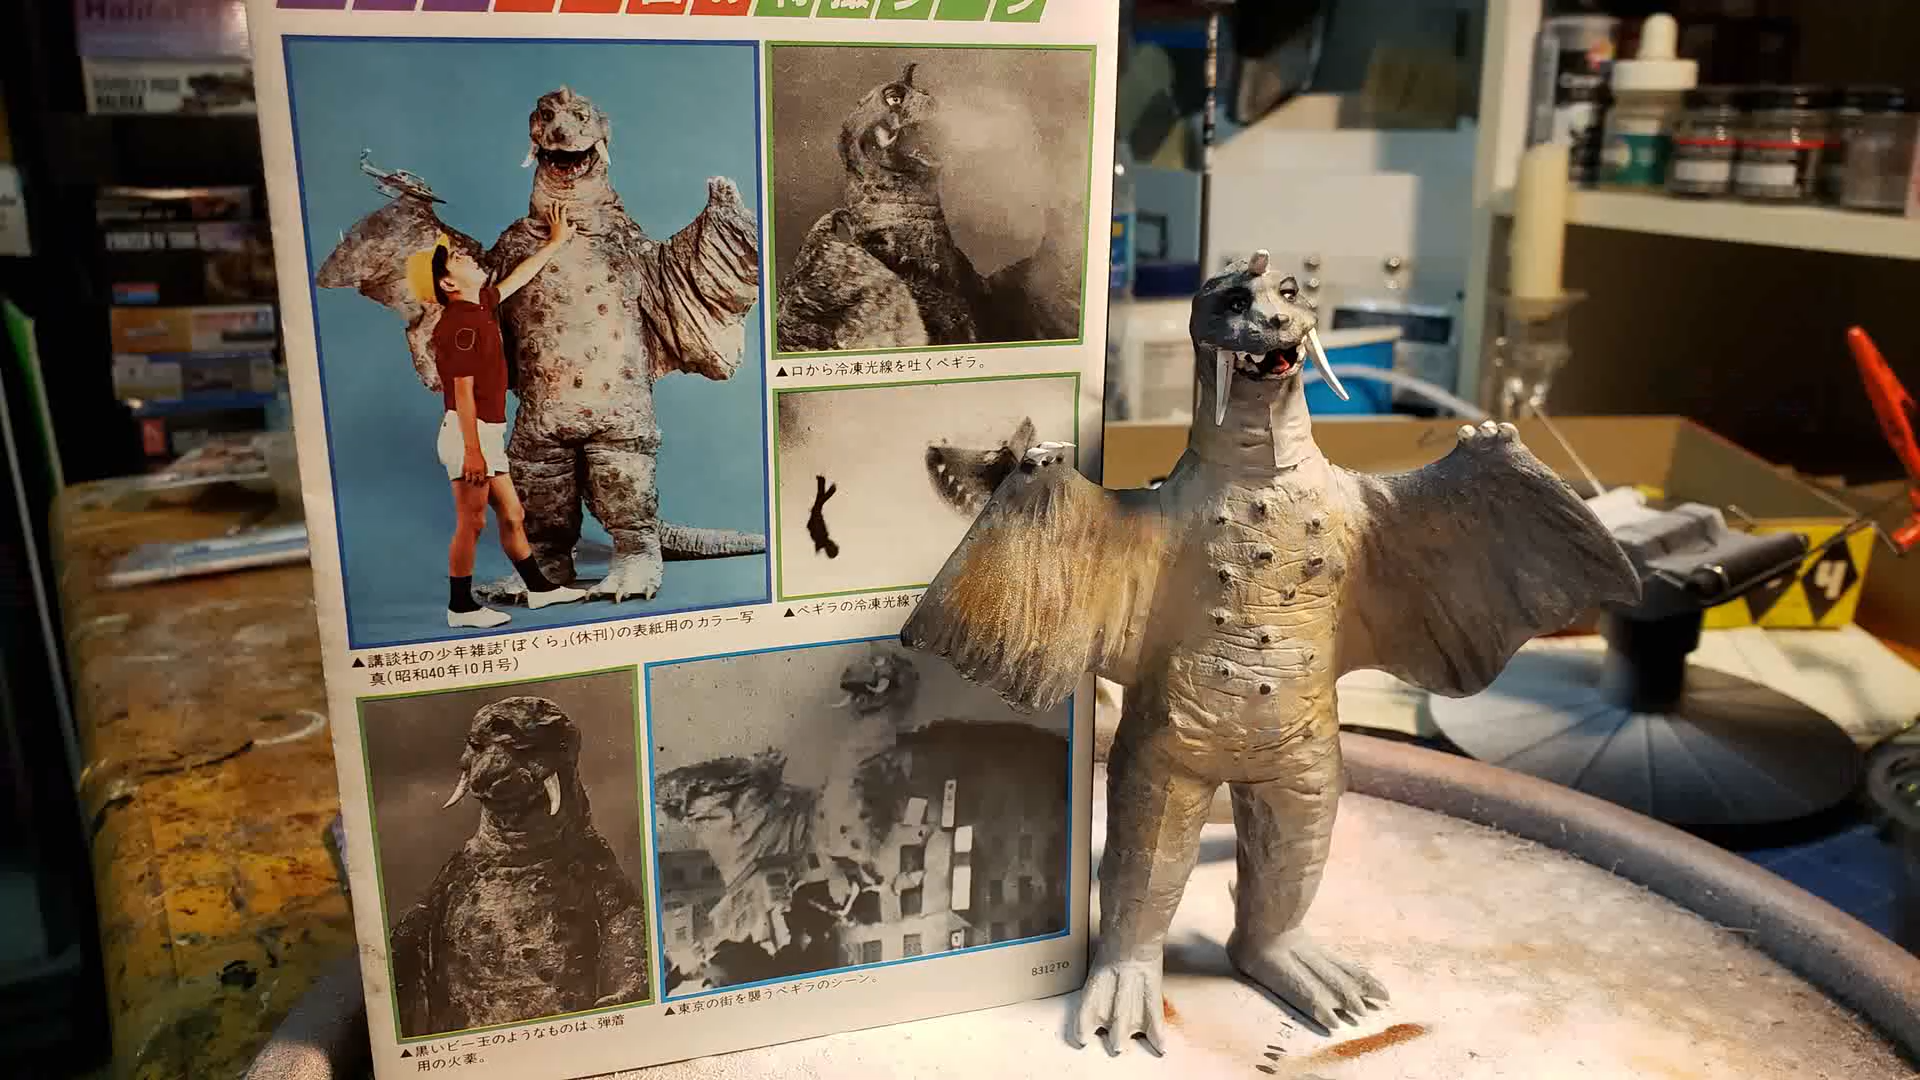 ▲口から冷凍光線を吐くペギラ。
▲ペギラの冷凍光線で
▲講談社の少年雑誌「ぼくら」(休刊)の表紙用のカラー写
真(昭和40年10月号)
8312TO
▲東京の街を襲うペギラのシーン。
▲黒いビー玉のようなものは、弾着
用の火薬。
4